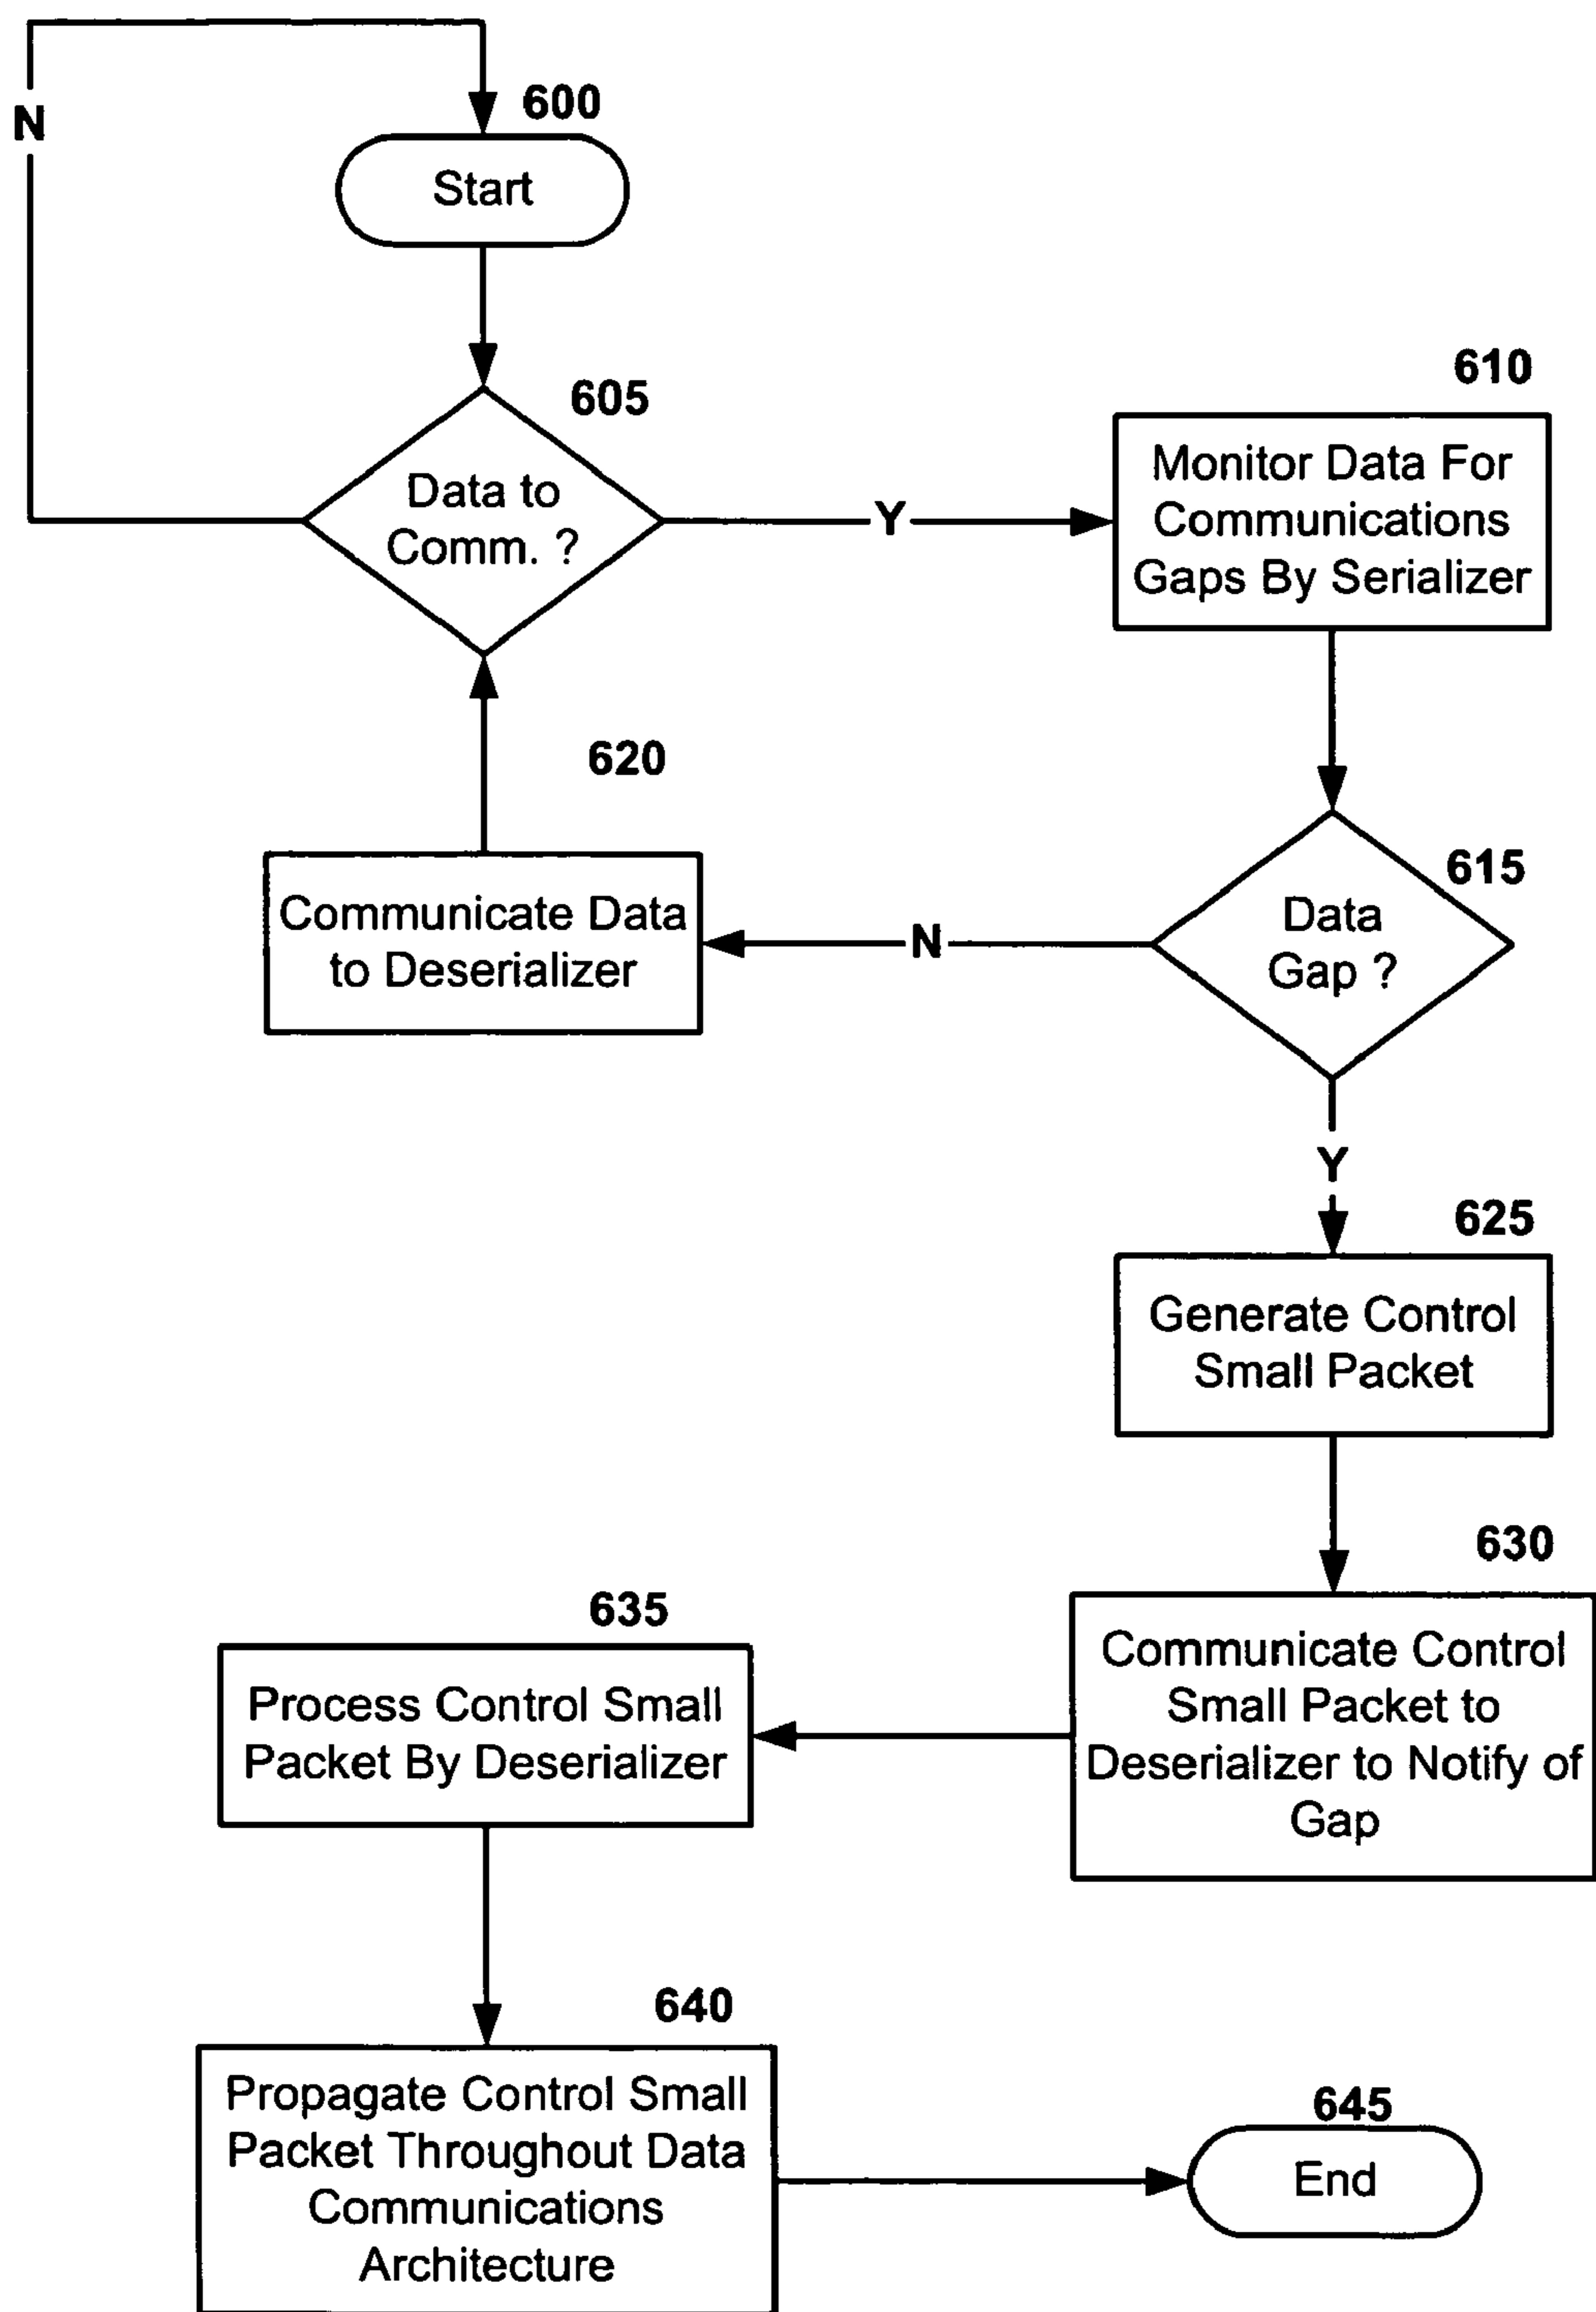 N
600
Start
605
Data to
Comm. ?
Y
610
Monitor Data For
Communications
Gaps By Serializer
615
Data
Gap ?
N
620
Communicate Data
to Deserializer
Y
625
Generate Control
Small Packet
630
Communicate Control
Small Packet to
Deserializer to Notify of
Gap
635
Process Control Small
Packet By Deserializer
640
Propagate Control Small
Packet Throughout Data
Communications
Architecture
645
End